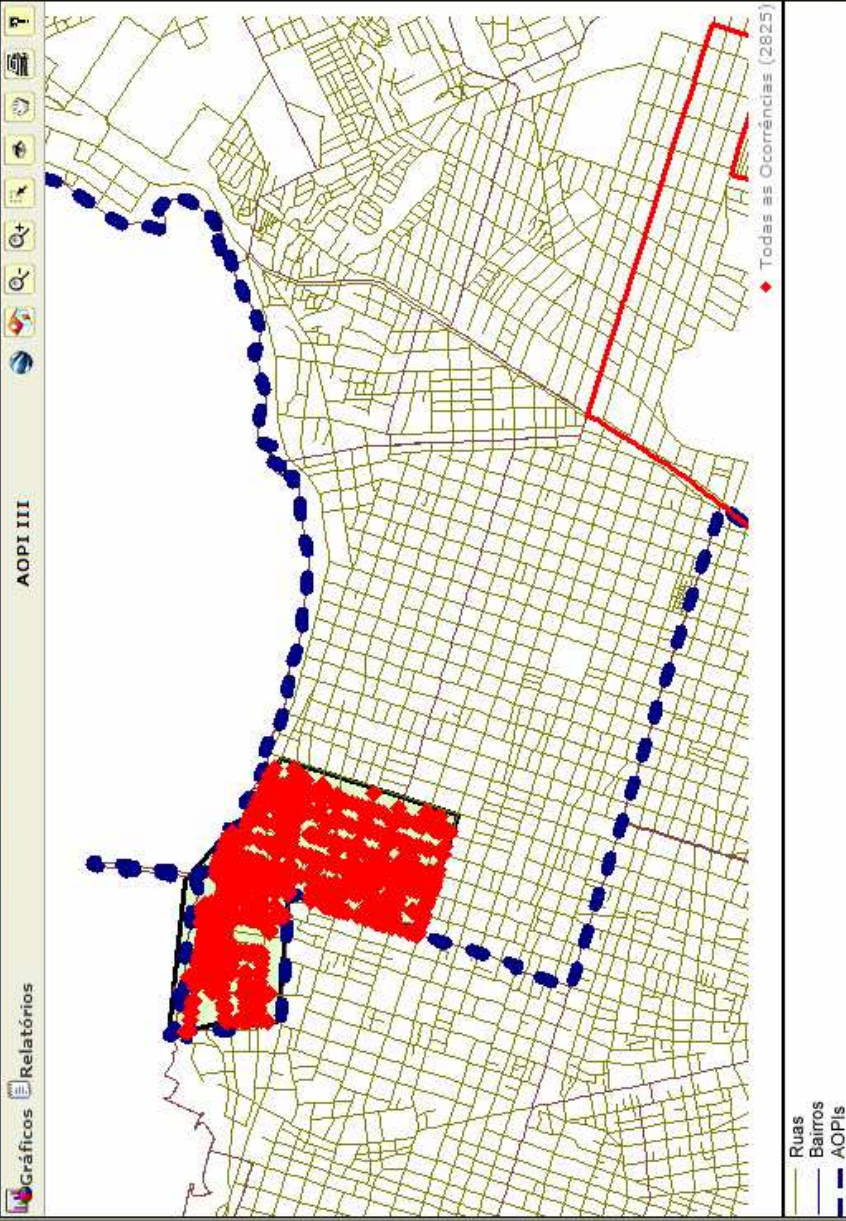 Gráficos Relatórios
AOPI III
Todas as Ocorrências (2825)
Ruas
Bairros
AOPIs